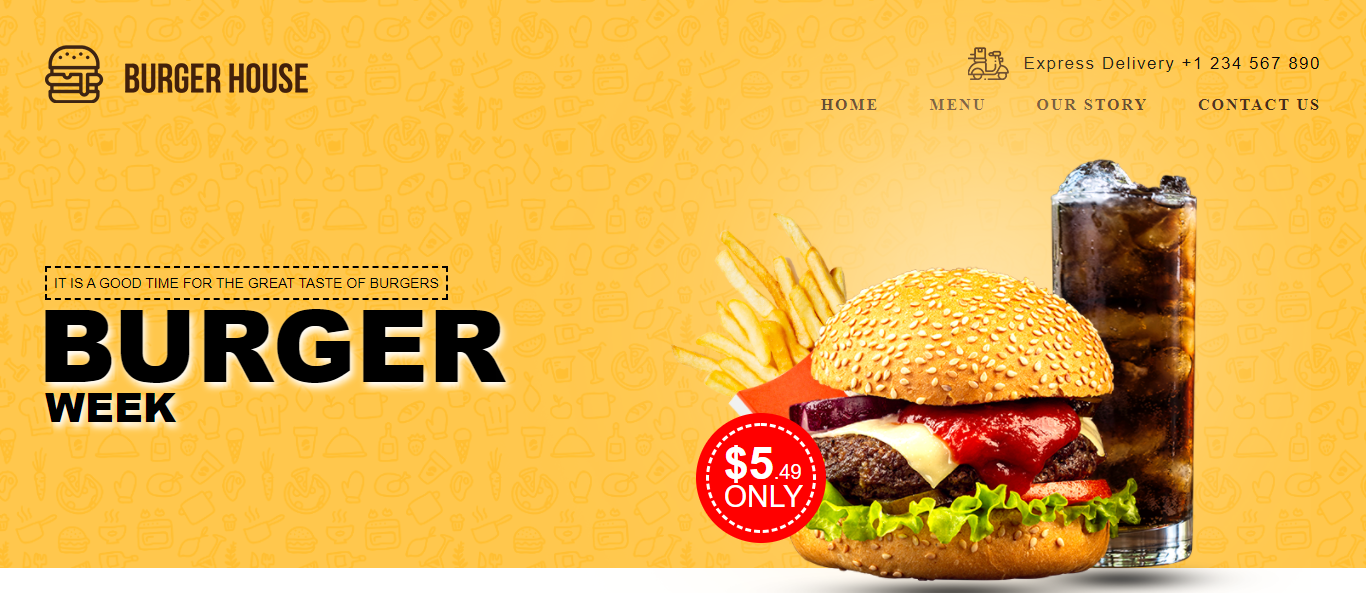 BURGER HOUSE
Express Delivery +1 234 567 890
HOME MENU OUR STORY CONTACT US
IT IS A GOOD TIME FOR THE GREAT TASTE OF BURGERS
BURGER
WEEK
$5.49
ONLY